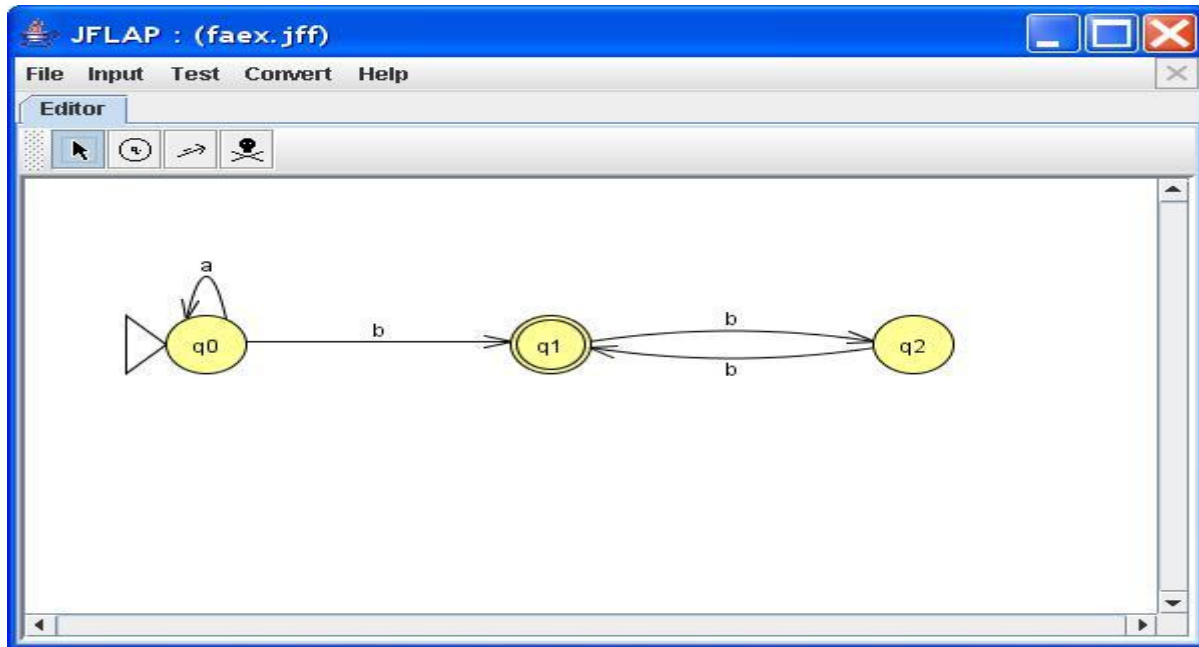 JFLAP : (faex.jff)
File Input Test Convert Help
Editor
q
a
b
b
q0 q1 q2
b